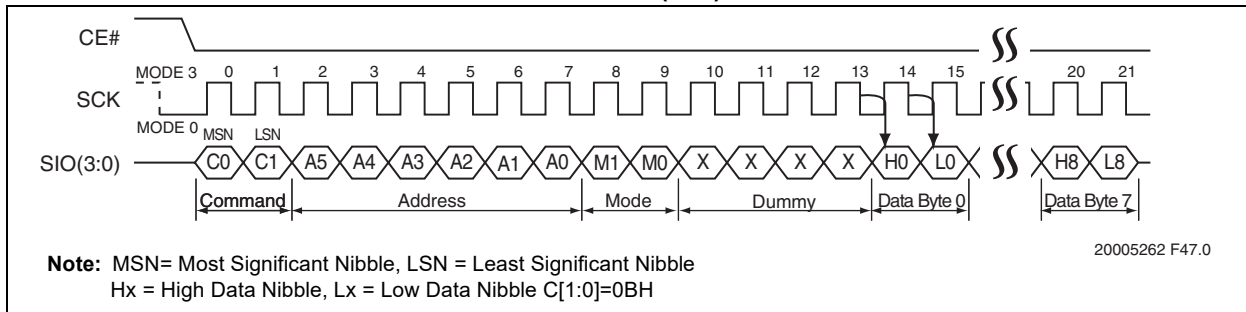 CE#
MODE 3 0 1 2 3 4 5 6 7 8 9 10 11 12 13 14 15 20 21
SCK
MODE 0
MSN LSN
SIO(3:0) C0 C1 A5 A4 A3 A2 A1 A0 M1 M0 X X X X H0 L0 H8 L8
Command Address Mode Dummy Data Byte 0 Data Byte 7
20005262 F47.0
Note: MSN= Most Significant Nibble, LSN = Least Significant Nibble
Hx = High Data Nibble, Lx = Low Data Nibble C[1:0]=0BH